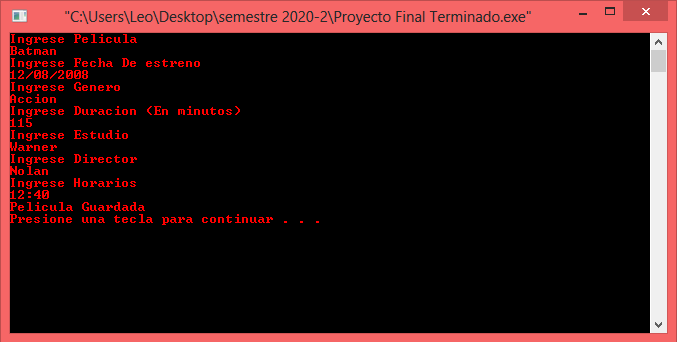 "C:\Users\Leo\Desktop\semestre 2020-2\Proyecto Final Terminado.exe"
Ingrese Pelicula
Batman
Ingrese Fecha De estreno
12/08/2008
Ingrese Genero
Accion
Ingrese Duracion (En minutos)
115
Ingrese Estudio
Warner
Ingrese Director
Nolan
Ingrese Horarios
12:40
Pelicula Guardada
Presione una tecla para continuar . . .